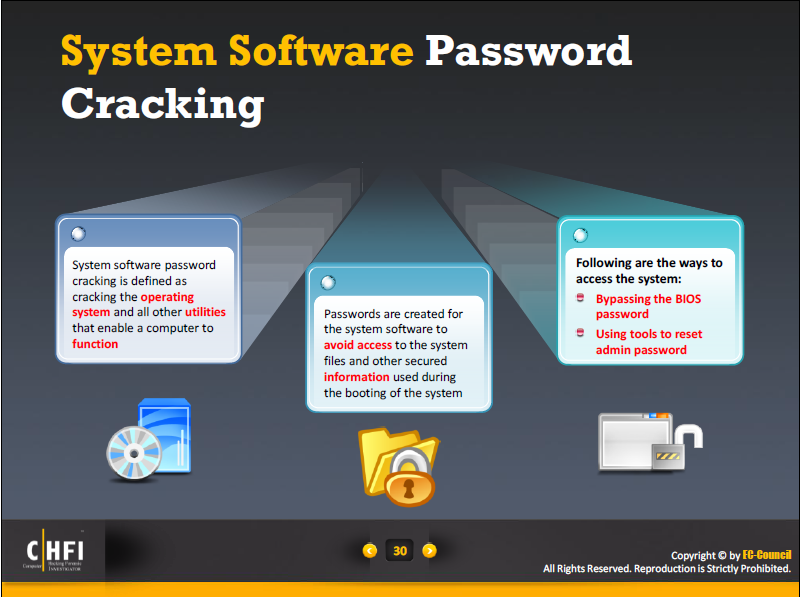 System Software Password
Cracking
System software password
cracking is defined as
cracking the operating
system and all other utilities
that enable a computer to
function
Passwords are created for
the system software to
avoid access to the system
files and other secured
information used during
the booting of the system
Following are the ways to
access the system:
Bypassing the BIOS
password
Using tools to reset
admin password
CHFI
Computer Hacking Forensic
INVESTIGATOR
30
Copyright © by EC-Council
All Rights Reserved. Reproduction is Strictly Prohibited.